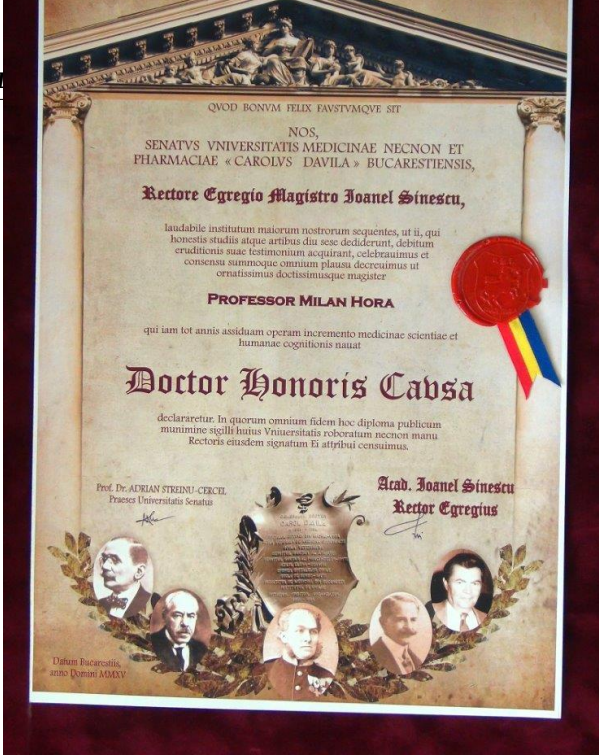 QVOD BONVM FELIX FAVSTVMQVE SIT
NOS,
SENATVS VNIVERSITATIS MEDICINAE NECNON ET
PHARMACIAE « CAROLVS DAVILA » BUCARESTIENSIS,
Rectore Egregio Magistro Ioanel Sinescu,
laudabile institutum maiorum nostrorum sequentes, ut ii, qui
honestis studiis atque artibus diu sese dediderunt, debitum
eruditionis suae testimonium acquirant, celebrauimus et
consensu summoque omnium plausu decreuimus ut
ornatissimus doctissimusque magister
PROFESSOR MILAN HORA
qui iam tot annis assiduam operam incremento medicinae scientiae et
humanae cognitionis nauat
Doctor Honoris Cavsa
declararetur. In quorum omnium fidem hoc diploma publicum
munimine sigilli huius Vniuersitatis roboratum necnon manu
Rectoris eiusdem signatum Ei attribui censuimus.
Prof. Dr. ADRIAN STREINU-CERCEL
Praeses Universitatis Senatus
Acad. Ioanel Sinescu
Rector Egregius
CAROL DAVILA
Datum Bucarestiis,
anno Domini MMXV